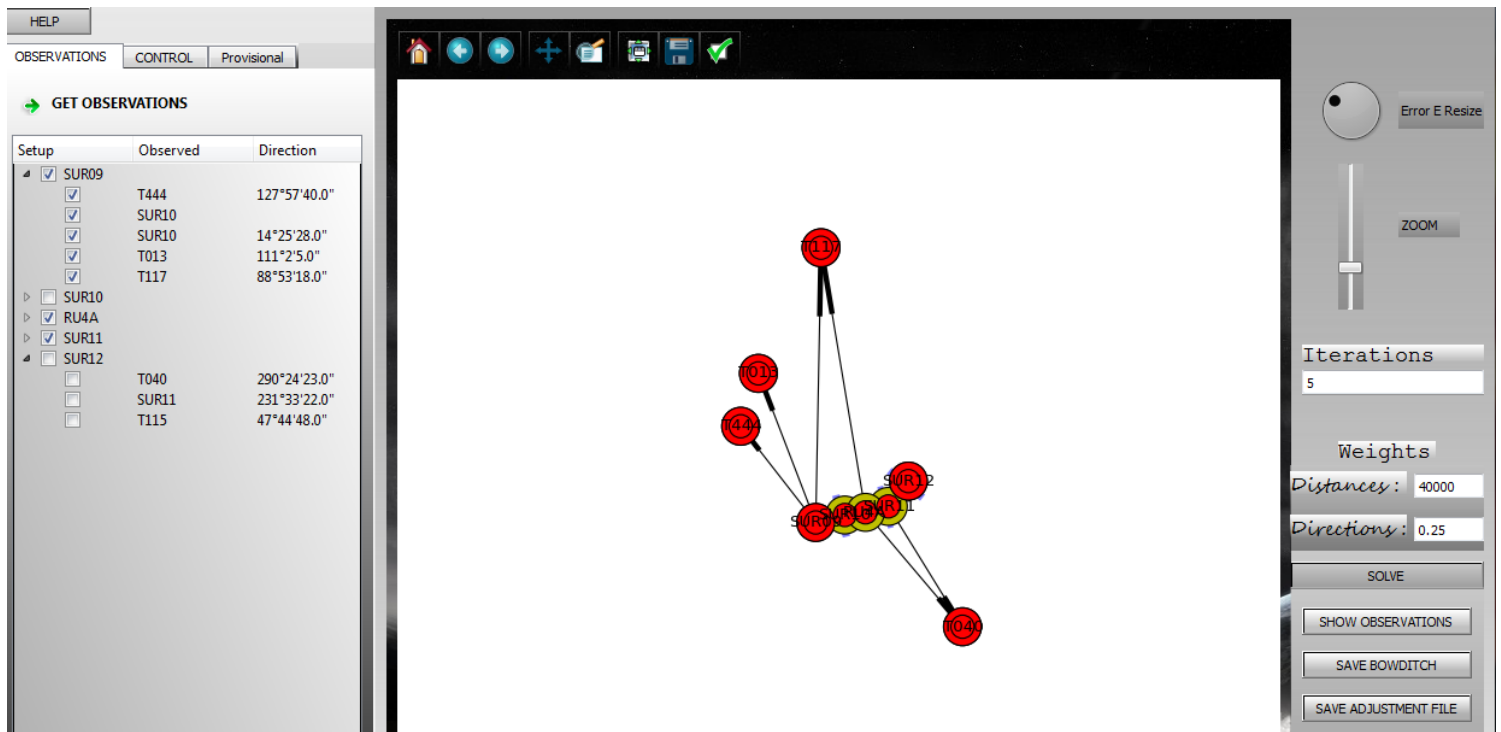 HELP
OBSERVATIONS CONTROL Provisional
GET OBSERVATIONS
Setup Observed Direction
SUR09
T444 127°57'40.0"
SUR10
SUR10 14°25'28.0"
T013 111°2'5.0"
T117 88°53'18.0"
SUR10
RU4A
SUR11
SUR12
T040 290°24'23.0"
SUR11 231°33'22.0"
T115 47°44'48.0"
T117
T013
T444
SUR12
SUR09 SUR10 RU4A SUR11
T040
Error E Resize
ZOOM
Iterations
5
Weights
Distances : 40000
Directions : 0.25
SOLVE
SHOW OBSERVATIONS
SAVE BOWDITCH
SAVE ADJUSTMENT FILE